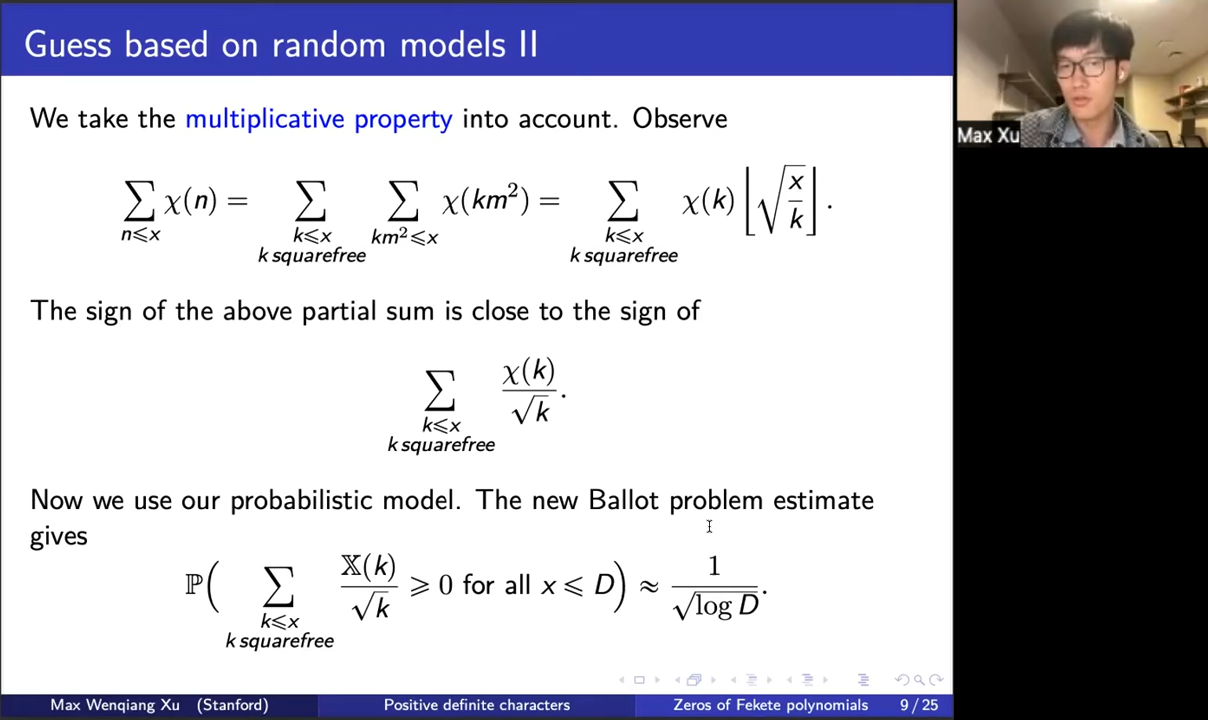 Guess based on random models II
Max Xu
We take the multiplicative property into account. Observe
∑_{n⩽x} χ(n) = ∑_{k⩽x, k squarefree} ∑_{km²⩽x} χ(km²) = ∑_{k⩽x, k squarefree} χ(k) ⌊√(x/k)⌋.
The sign of the above partial sum is close to the sign of
∑_{k⩽x, k squarefree} χ(k)/√k.
Now we use our probabilistic model. The new Ballot problem estimate
gives
ℙ( ∑_{k⩽x, k squarefree} 𝕏(k)/√k ⩾ 0 for all x ⩽ D ) ≈ 1/√(log D).
Max Wenqiang Xu (Stanford) Positive definite characters Zeros of Fekete polynomials 9 / 25